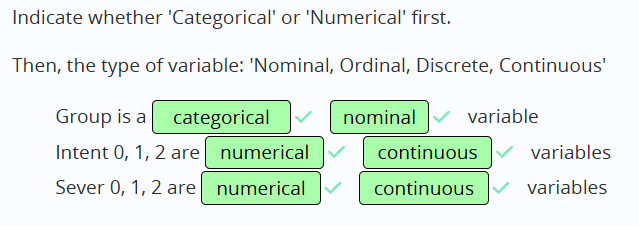 Indicate whether 'Categorical' or 'Numerical' first.
Then, the type of variable: 'Nominal, Ordinal, Discrete, Continuous'
Group is a categorical nominal variable
Intent 0, 1, 2 are numerical continuous variables
Sever 0, 1, 2 are numerical continuous variables